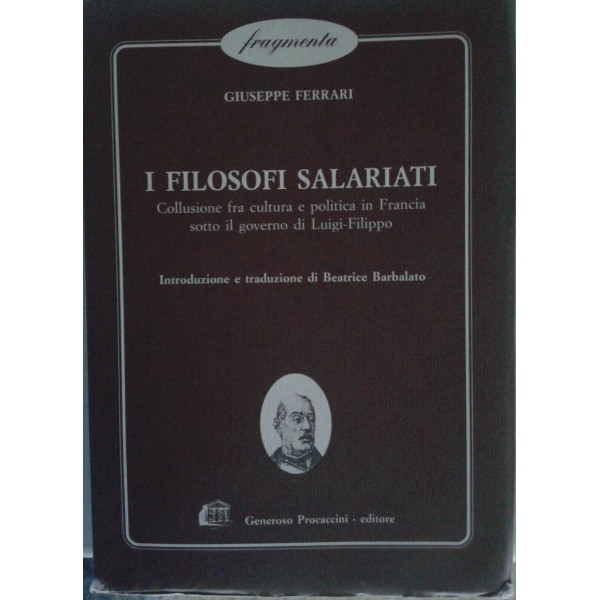 fragmenta
GIUSEPPE FERRARI
I FILOSOFI SALARIATI
Collusione fra cultura e politica in Francia
sotto il governo di Luigi-Filippo
Introduzione e traduzione di Beatrice Barbalato
Generoso Procaccini - editore